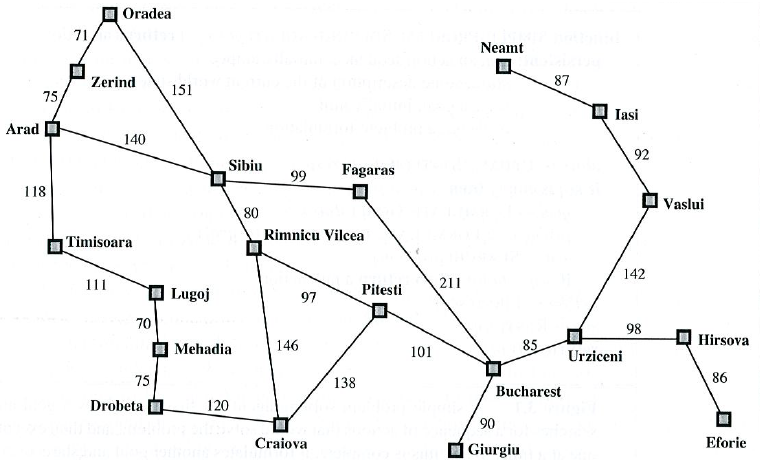 Oradea
71
Neamt
Zerind
87
151
75
Iasi
Arad
140
92
Sibiu
Fagaras
99
118
Vaslui
80
Timisoara
Rimnicu Vilcea
142
111
211
Lugoj
97
Pitesti
70
98
Hirsova
146
101
85
Mehadia
Urziceni
138
86
75
Bucharest
Drobeta
120
90
Craiova
Giurgiu
Eforie